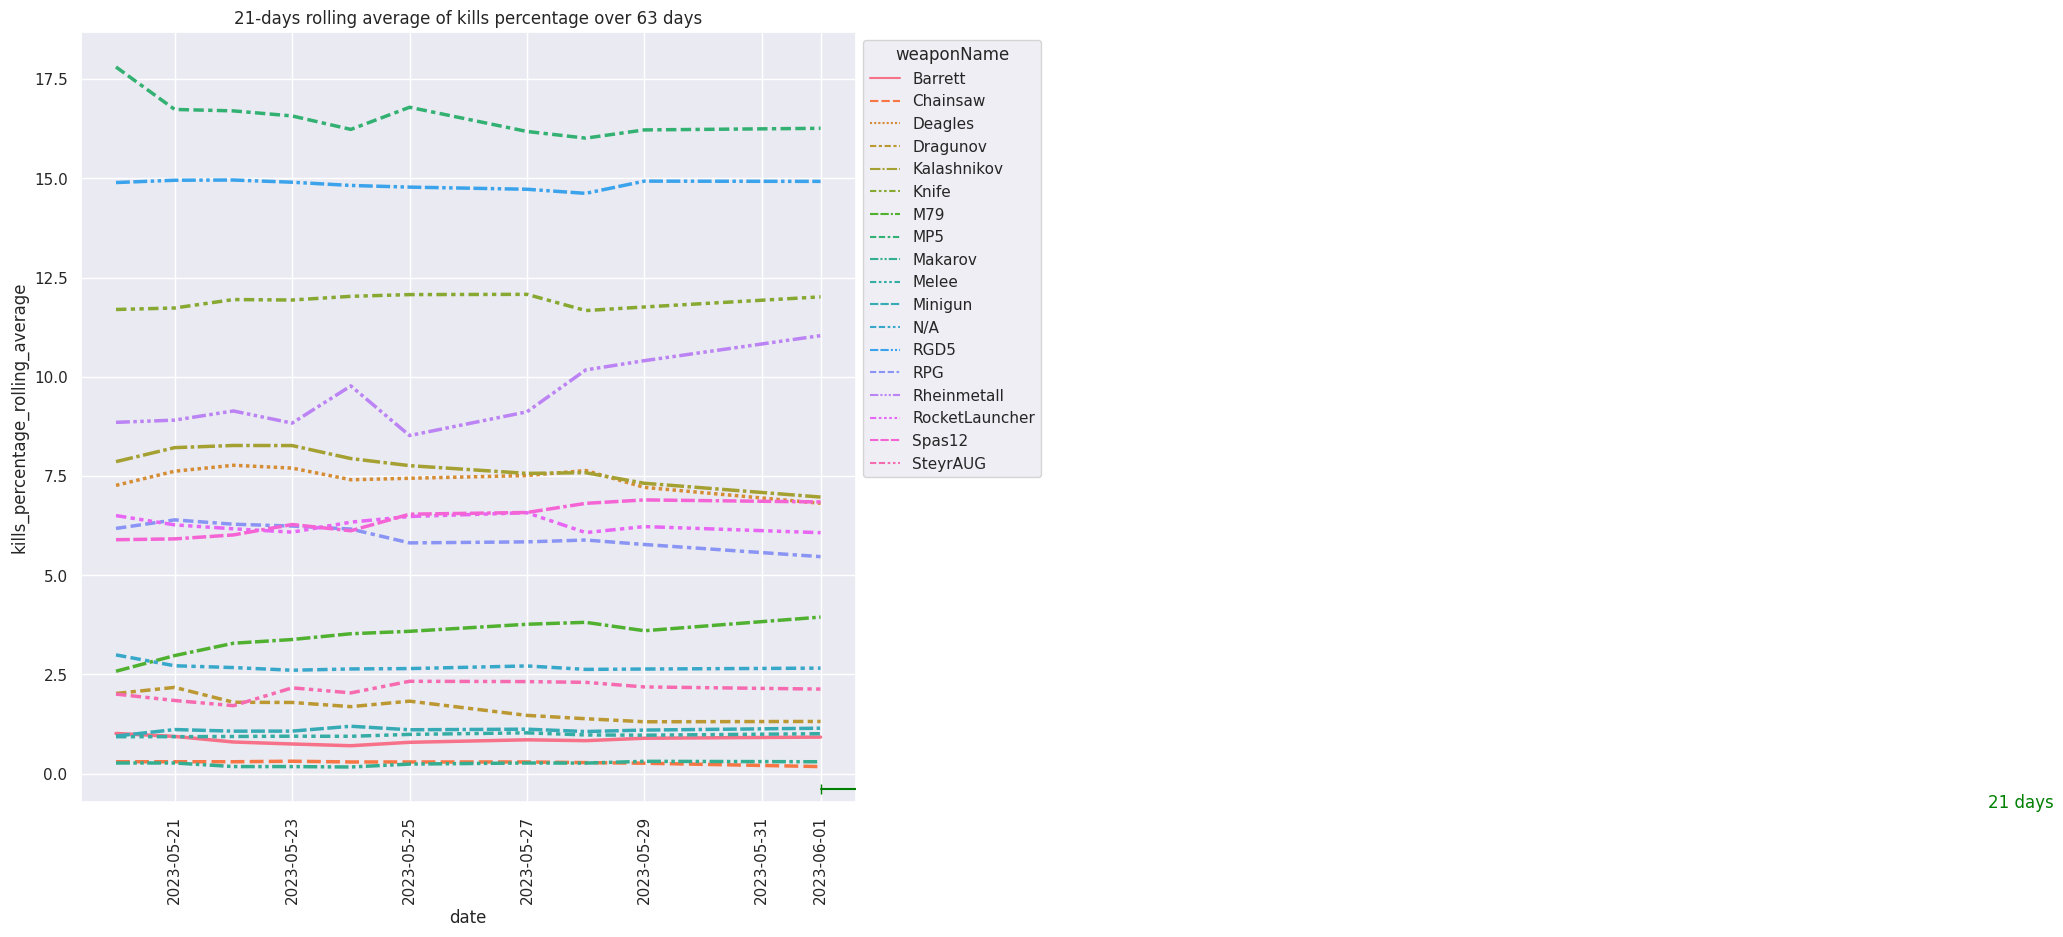 21-days rolling average of kills percentage over 63 days
kills_percentage_rolling_average
17.5
15.0
12.5
10.0
7.5
5.0
2.5
0.0
2023-05-21
2023-05-23
2023-05-25
2023-05-27
2023-05-29
2023-05-31
2023-06-01
date
weaponName
Barrett
Chainsaw
Deagles
Dragunov
Kalashnikov
Knife
M79
MP5
Makarov
Melee
Minigun
N/A
RGD5
RPG
Rheinmetall
RocketLauncher
Spas12
SteyrAUG
21 days